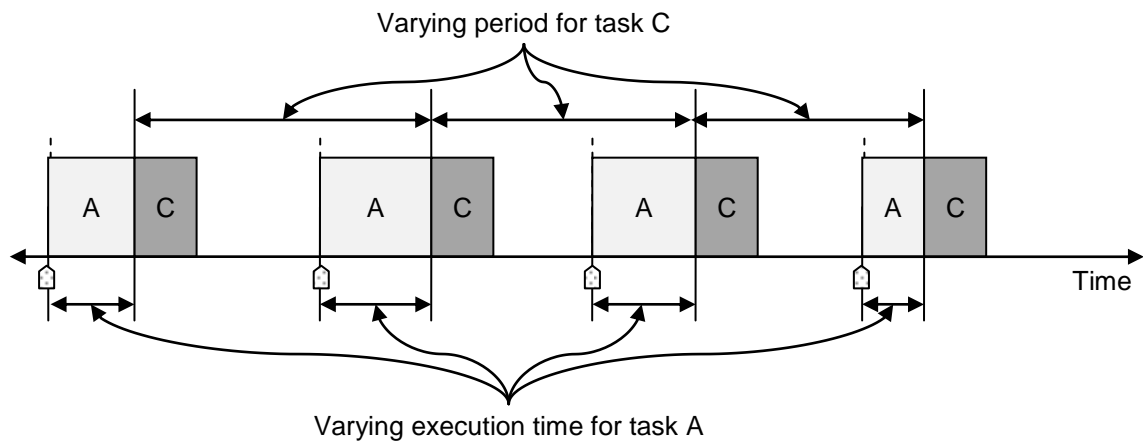 Varying period for task C
A C A C A C A C
Time
Varying execution time for task A